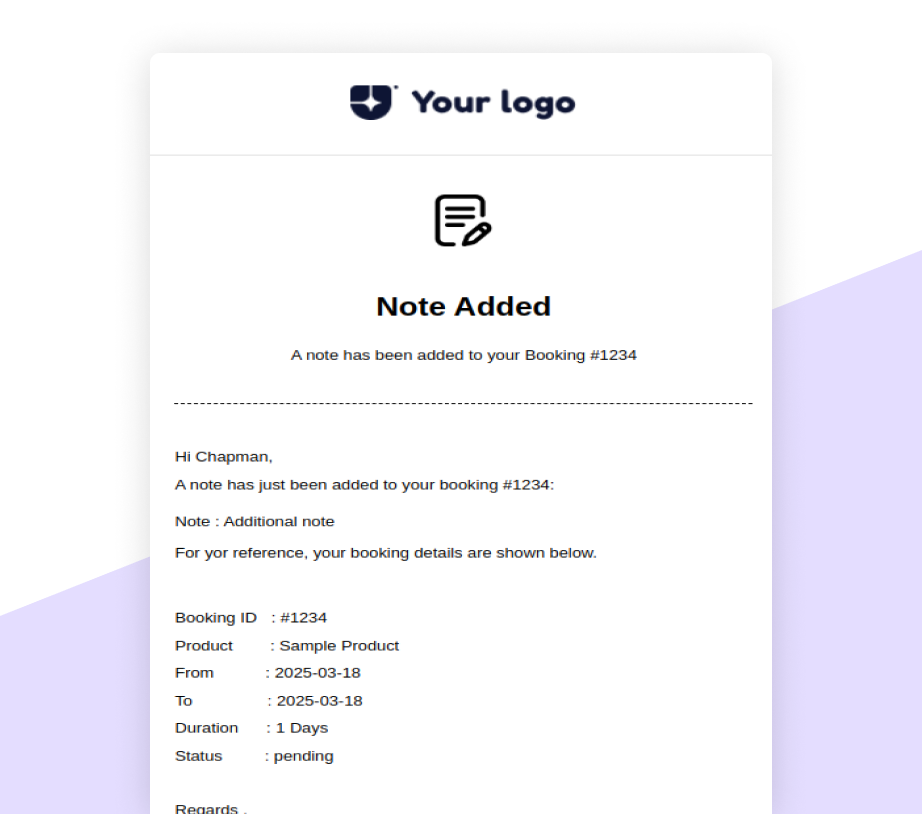 Your logo
Note Added
A note has been added to your Booking #1234
Hi Chapman,
A note has just been added to your booking #1234:
Note : Additional note
For yor reference, your booking details are shown below.
Booking ID : #1234
Product : Sample Product
From : 2025-03-18
To : 2025-03-18
Duration : 1 Days
Status : pending
Regards ,